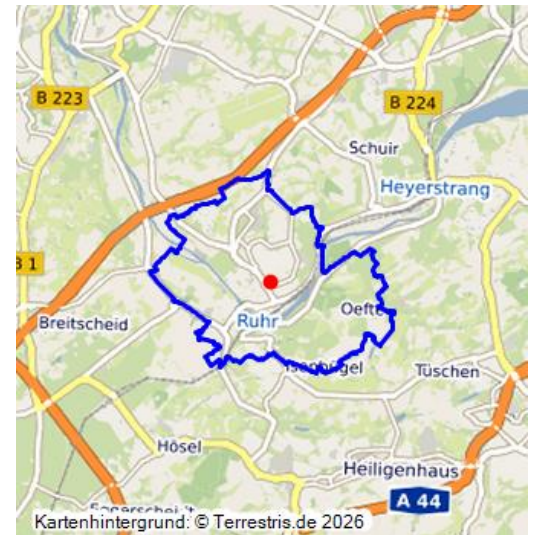 B 223
B 224
Schuir
Heyerstrang
B 1
Oefte
Breitscheid
Ruhr
Tüschen
Hösel
Heiligenhaus
A 44
Kartenhintergrund: © Terrestris.de 2026